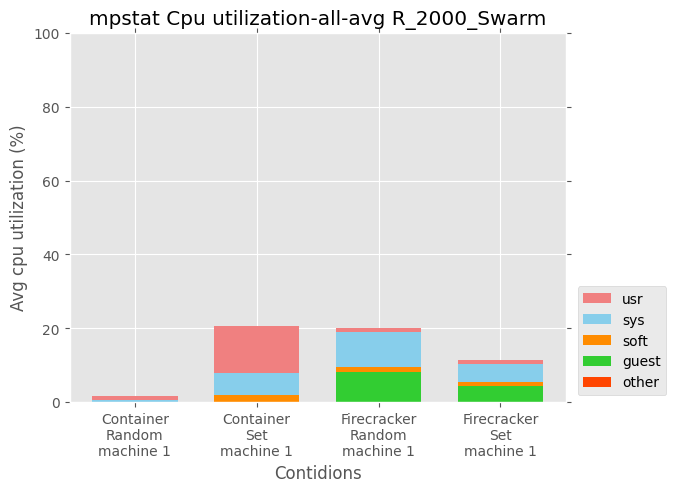 mpstat Cpu utilization-all-avg R_2000_Swarm
Avg cpu utilization (%)
100
80
60
40
20
0
Container
Random
machine 1
Container
Set
machine 1
Firecracker
Random
machine 1
Firecracker
Set
machine 1
Contidions
usr
sys
soft
guest
other